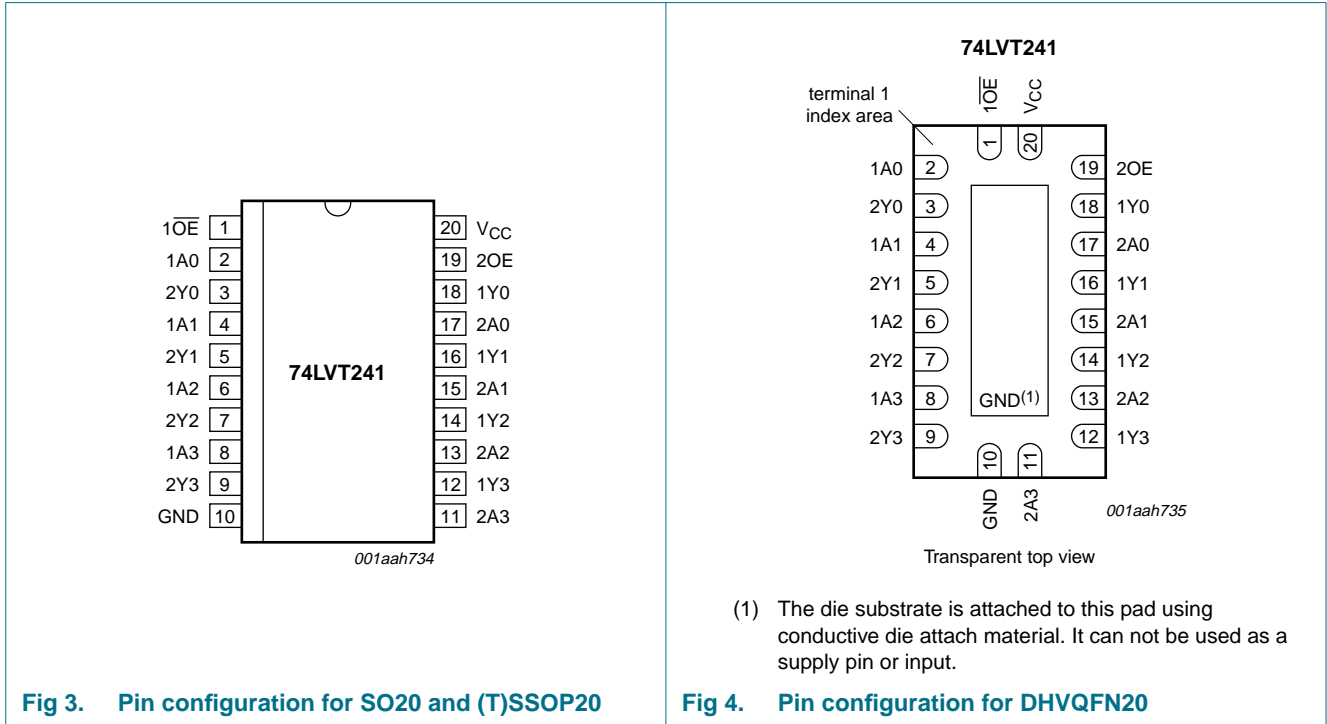 1OE 1
1A0 2
2Y0 3
1A1 4
2Y1 5
1A2 6
2Y2 7
1A3 8
2Y3 9
GND 10
74LVT241
20 VCC
19 2OE
18 1Y0
17 2A0
16 1Y1
15 2A1
14 1Y2
13 2A2
12 1Y3
11 2A3
001aah734
Fig 3. Pin configuration for SO20 and (T)SSOP20
74LVT241
terminal 1
index area
1OE
VCC
1
20
1A0 2
2Y0 3
1A1 4
2Y1 5
1A2 6
2Y2 7
1A3 8
2Y3 9
GND(1)
19 2OE
18 1Y0
17 2A0
16 1Y1
15 2A1
14 1Y2
13 2A2
12 1Y3
10
11
GND
2A3
001aah735
Transparent top view
(1) The die substrate is attached to this pad using
conductive die attach material. It can not be used as a
supply pin or input.
Fig 4. Pin configuration for DHVQFN20